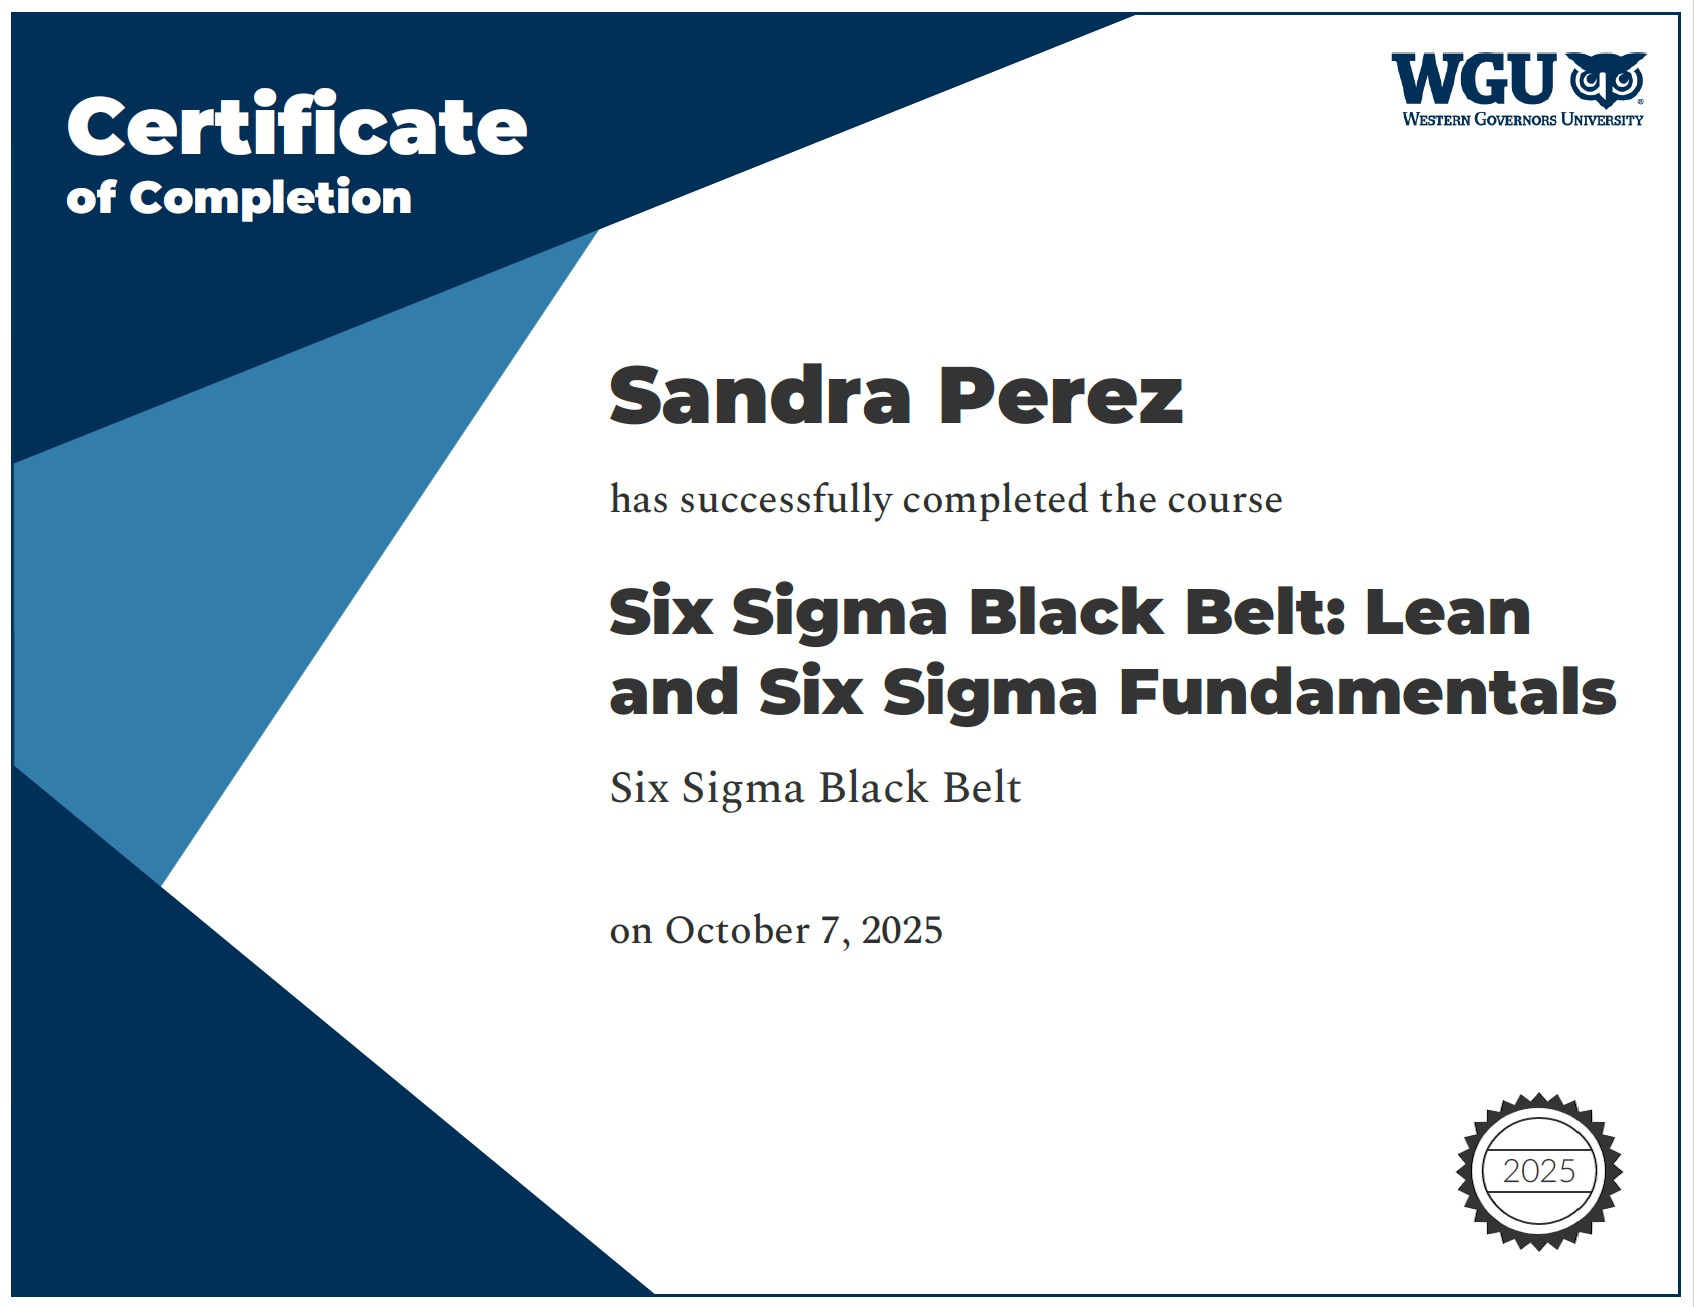 Certificate
of Completion
WGU
®
WESTERN GOVERNORS UNIVERSITY
Sandra Perez
has successfully completed the course
Six Sigma Black Belt: Lean
and Six Sigma Fundamentals
Six Sigma Black Belt
on October 7, 2025
2025